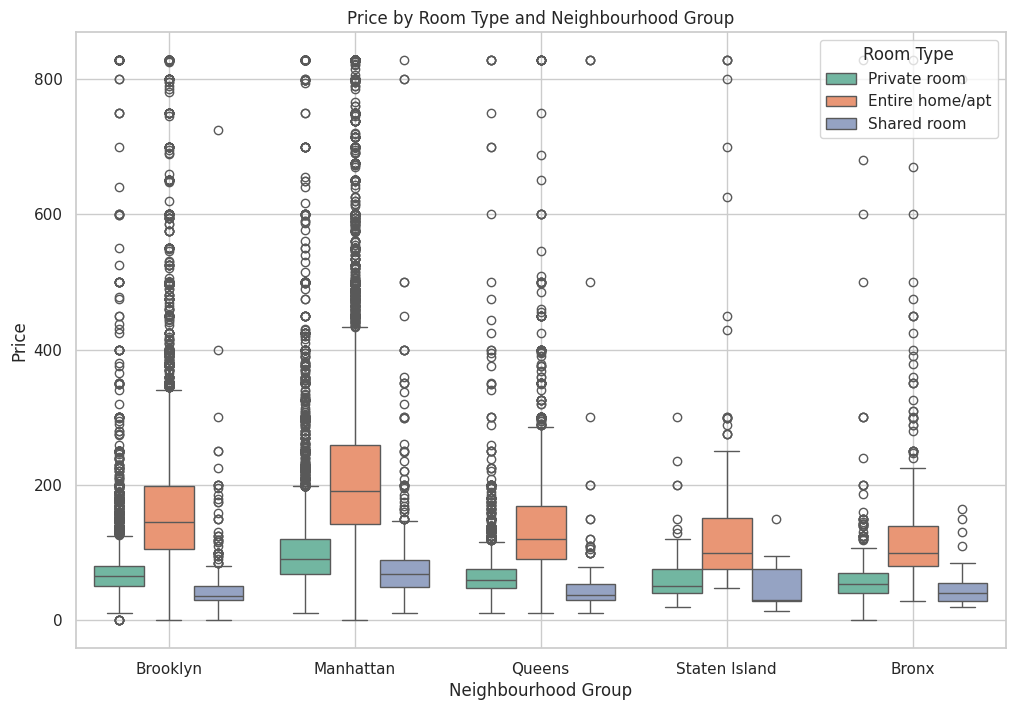 Price by Room Type and Neighbourhood Group
Room Type
Private room
Entire home/apt
Shared room
800
600
400
200
0
Price
Brooklyn
Manhattan
Queens
Staten Island
Bronx
Neighbourhood Group